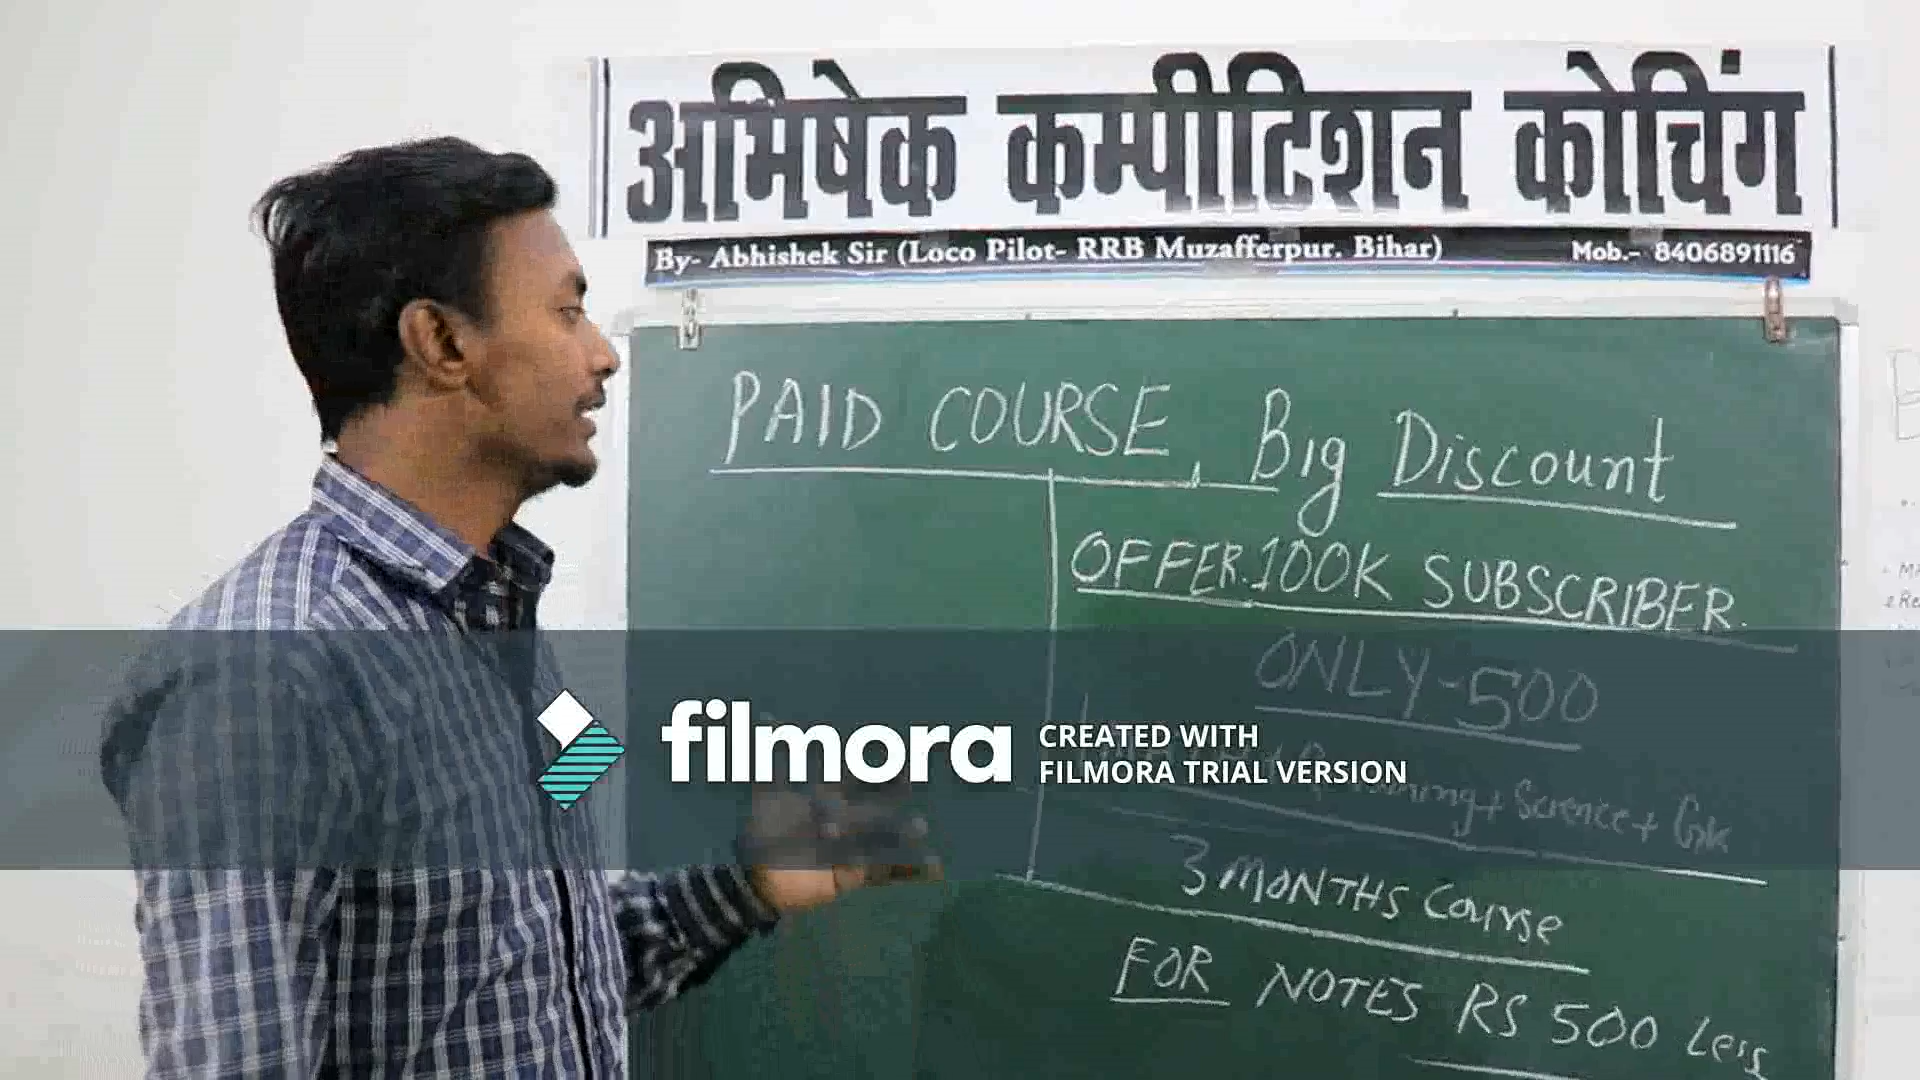 अभिषेक कम्पीटिशन कोचिंग
By- Abhishek Sir (Loco Pilot- RRB Muzafferpur. Bihar) Mob.- 8406891116
PAID COURSE, Big Discount
OFFER. 100K SUBSCRIBER.
ONLY-500
filmora CREATED WITH
FILMORA TRIAL VERSION
+ Science + Gk
3 MONTHS Course
FOR NOTES RS 500 Less